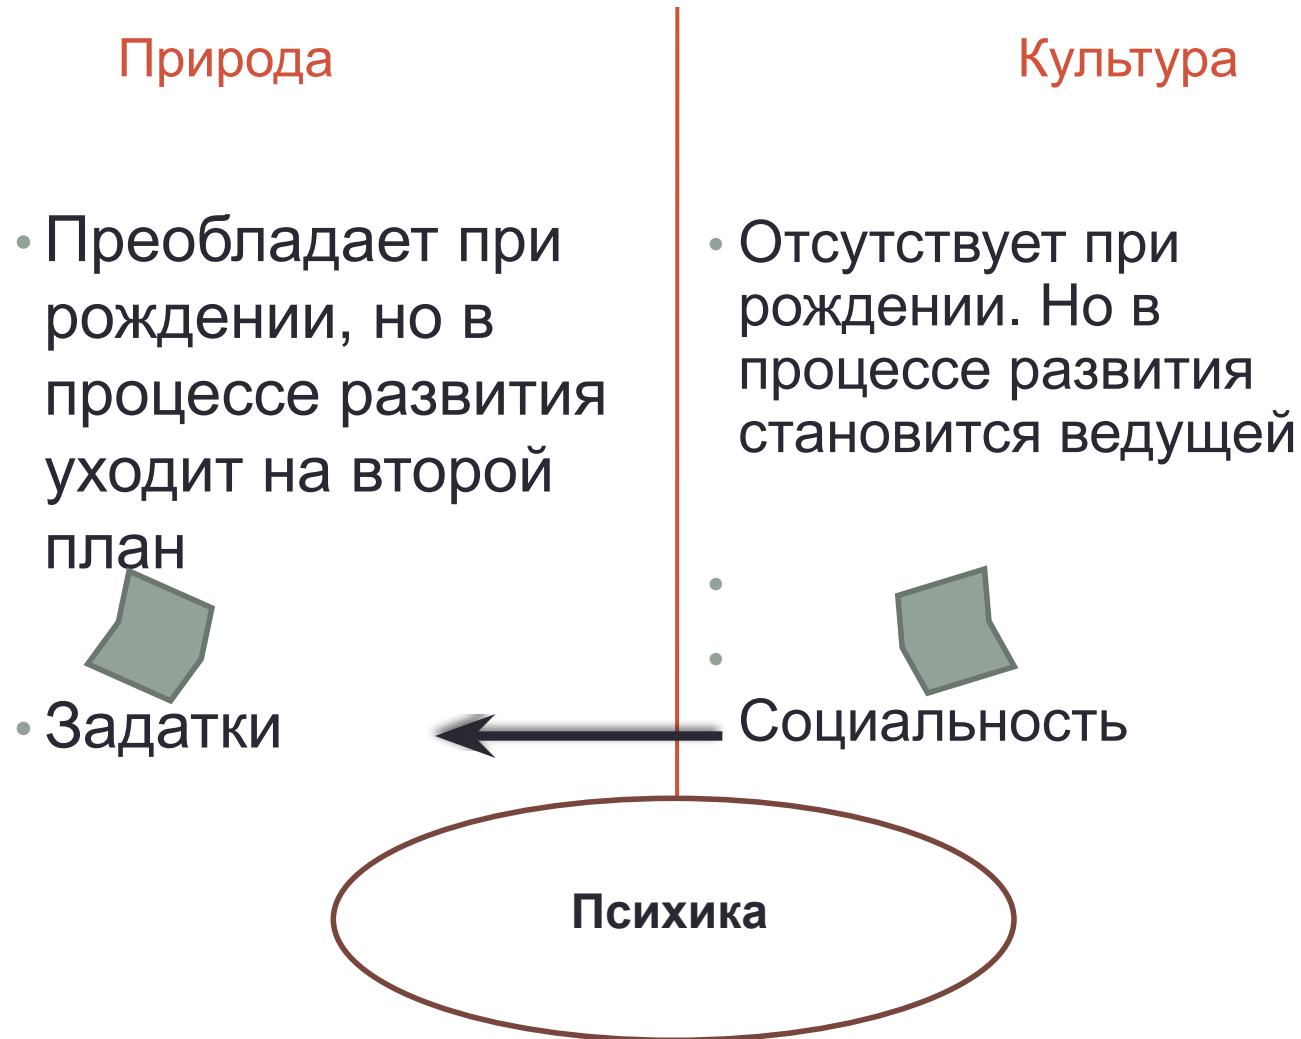 Природа
Культура
• Преобладает при
рождении, но в
процессе развития
уходит на второй
план
• Задатки
• Отсутствует при
рождении. Но в
процессе развития
становится ведущей
•
•
Социальность
Психика